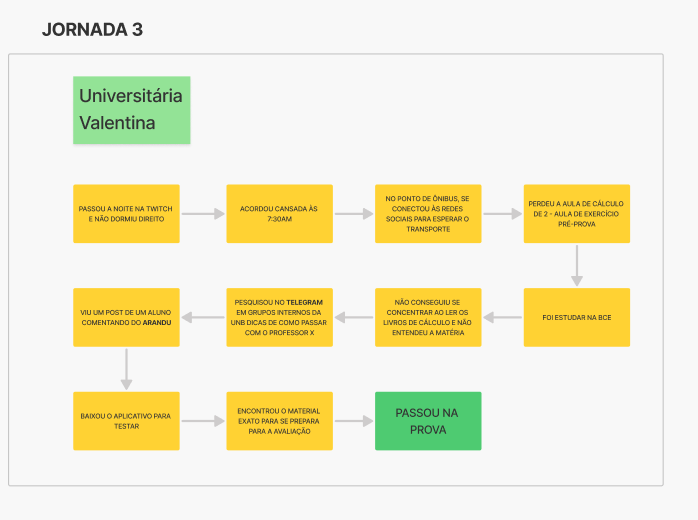 JORNADA 3
Universitária
Valentina
PASSOU A NOITE NA TWITCH
E NÃO DORMIU DIREITO
ACORDOU CANSADA ÀS
7:30AM
NO PONTO DE ÔNIBUS, SE
CONECTOU ÀS REDES
SOCIAIS PARA ESPERAR O
TRANSPORTE
PERDEU A AULA DE CÁLCULO
DE 2 - AULA DE EXERCÍCIO
PRÉ-PROVA
FOI ESTUDAR NA BCE
NÃO CONSEGUIU SE
CONCENTRAR AO LER OS
LIVROS DE CÁLCULO E NÃO
ENTENDEU A MATÉRIA
PESQUISOU NO TELEGRAM
EM GRUPOS INTERNOS DA
UNB DICAS DE COMO PASSAR
COM O PROFESSOR X
VIU UM POST DE UM ALUNO
COMENTANDO DO ARANDU
BAIXOU O APLICATIVO PARA
TESTAR
ENCONTROU O MATERIAL
EXATO PARA SE PREPARA
PARA A AVALIAÇÃO
PASSOU NA
PROVA